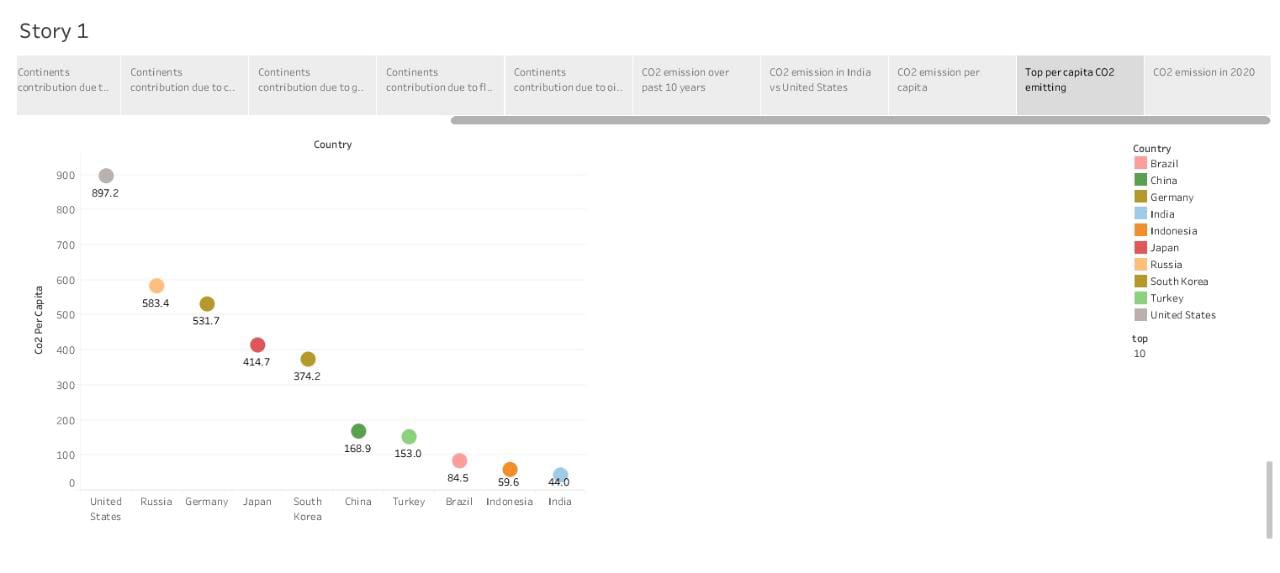 Story 1
Continents
contribution due t..
Continents
contribution due to c..
Continents
contribution due to g..
Continents
contribution due to fl..
Continents
contribution due to oi..
CO2 emission over
past 10 years
CO2 emission in India
vs United States
CO2 emission per
capita
Top per capita CO2
emitting
CO2 emission in 2020
Country
Co2 Per Capita
900
800
700
600
500
400
300
200
100
0
897.2
583.4
531.7
414.7
374.2
168.9
153.0
84.5
59.6
44.0
United
States
Russia
Germany
Japan
South
Korea
China
Turkey
Brazil
Indonesia
India
Country
Brazil
China
Germany
India
Indonesia
Japan
Russia
South Korea
Turkey
United States
top
10